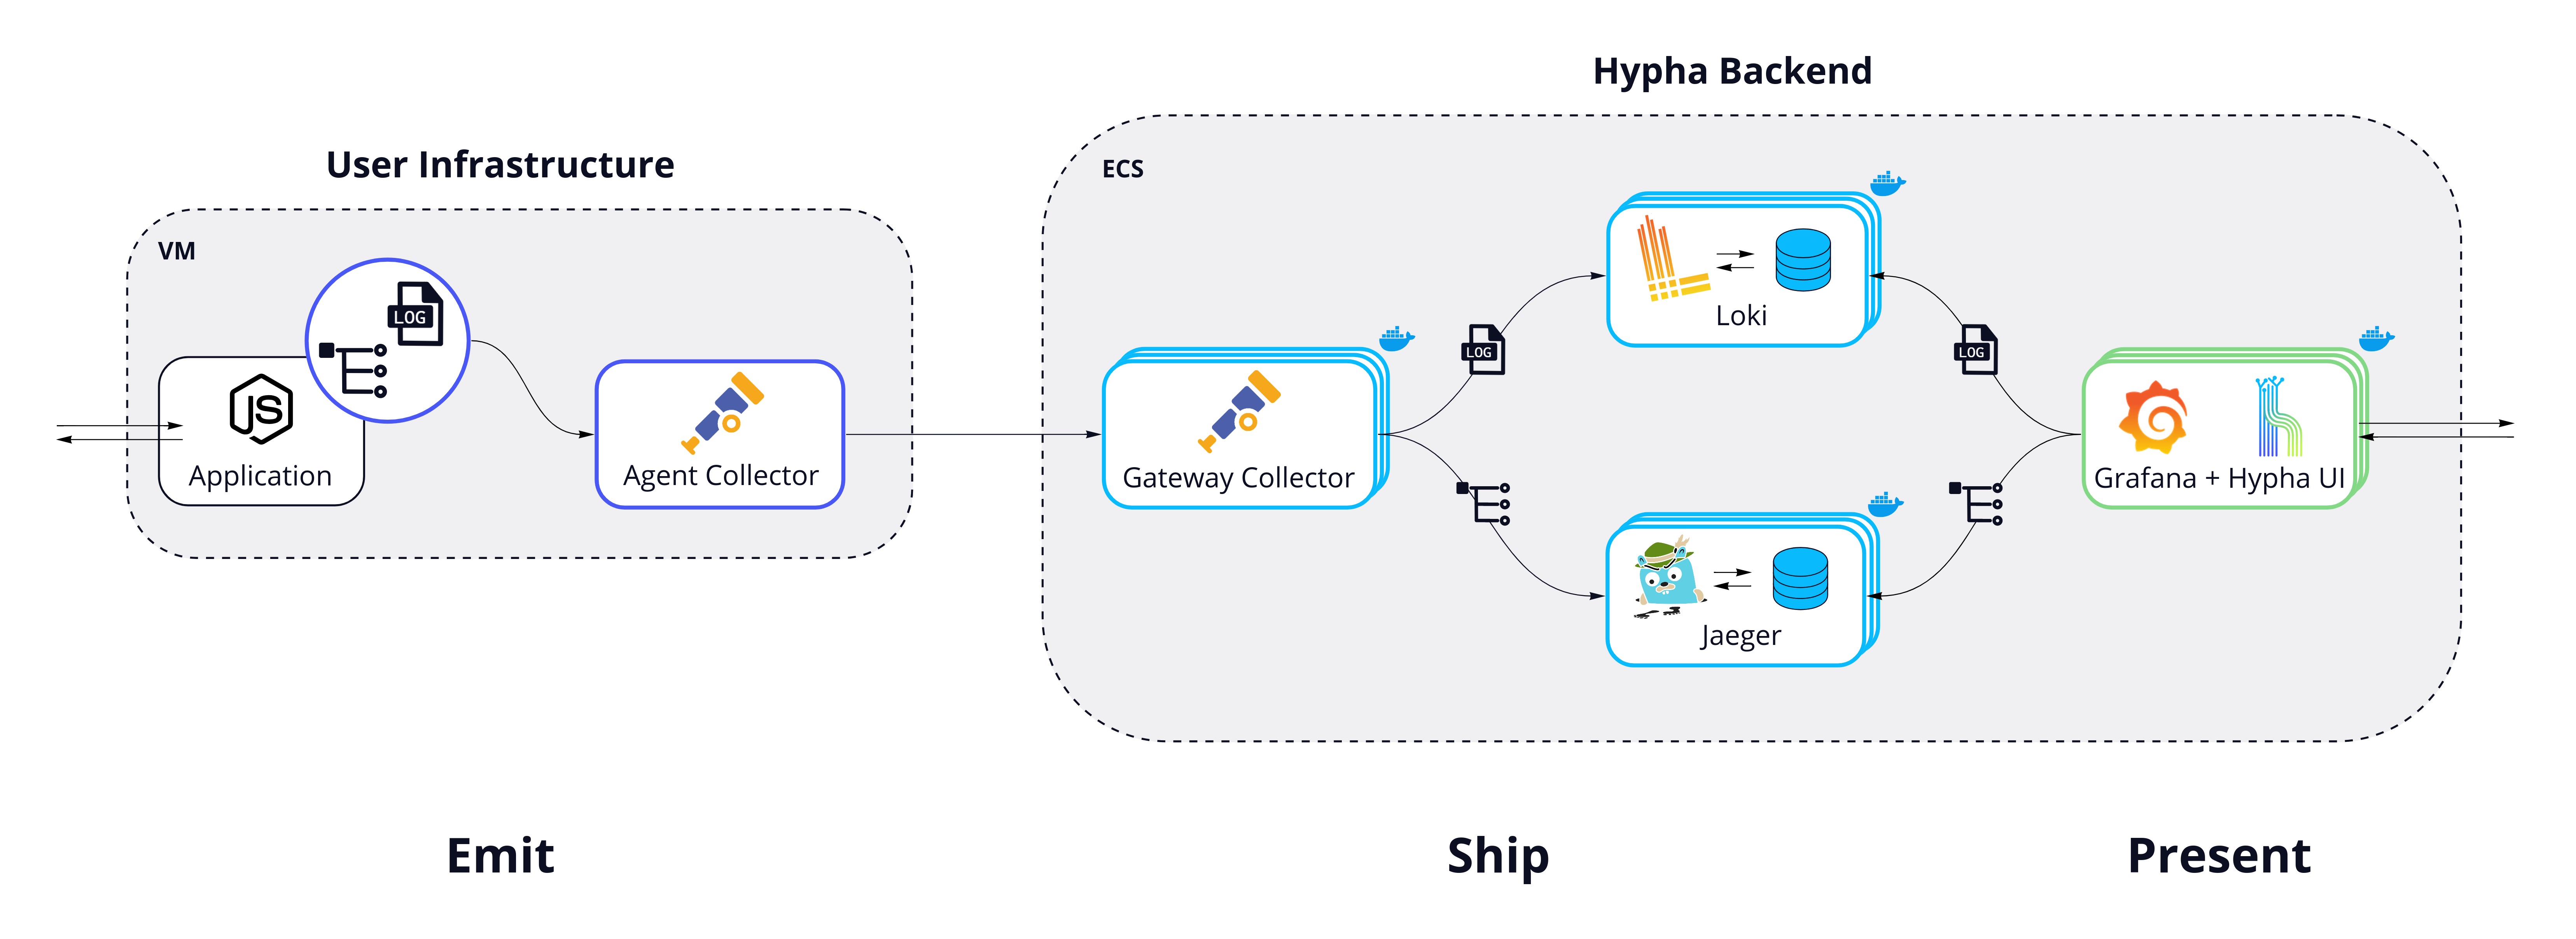 Hypha Backend
User Infrastructure
ECS
VM
LOG
JS
Application
Agent Collector
Gateway Collector
LOG
Loki
LOG
Jaeger
Grafana + Hypha UI
Emit
Ship
Present